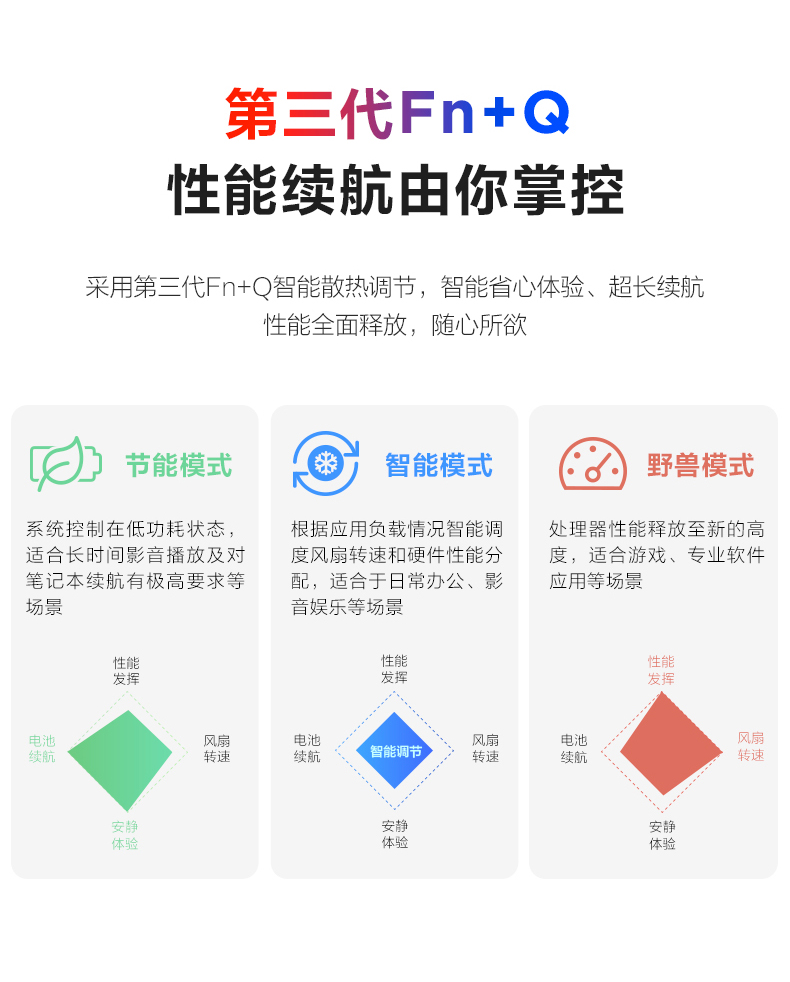 第三代Fn+Q
性能续航由你掌控
采用第三代Fn+Q智能散热调节，智能省心体验、超长续航
性能全面释放，随心所欲
节能模式
系统控制在低功耗状态，
适合长时间影音播放及对
笔记本续航有极高要求等
场景
性能
发挥
电池
续航
风扇
转速
安静
体验
智能模式
根据应用负载情况智能调
度风扇转速和硬件性能分
配，适合于日常办公、影
音娱乐等场景
性能
发挥
电池
续航
智能调节
风扇
转速
安静
体验
野兽模式
处理器性能释放至新的高
度，适合游戏、专业软件
应用等场景
性能
发挥
电池
续航
风扇
转速
安静
体验